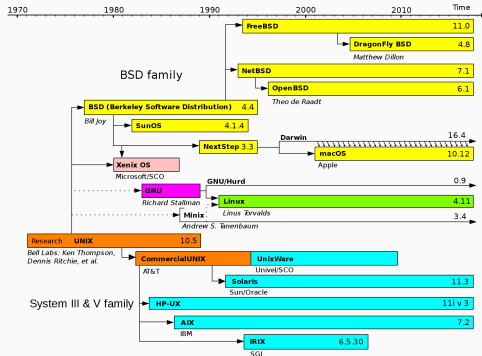 1970 1980 1990 2000 2010 Time
FreeBSD 11.0
DragonFly BSD 4.8
Matthew Dillon
BSD family
NetBSD 7.1
OpenBSD 6.1
Theo de Raadt
BSD (Berkeley Software Distribution) 4.4
Bill Joy
SunOS 4.1.4
Darwin 16.4
NextStep 3.3
macOS 10.12
Apple
Xenix OS
Microsoft/SCO
GNU/Hurd 0.9
GNU
Richard Stallman
Linux 4.11
Linus Torvalds
Minix 3.4
Andrew S. Tanenbaum
Research UNIX 10.5
Bell Labs: Ken Thompson,
Dennis Ritchie, et al.
CommercialUNIX UnixWare
AT&T Univel/SCO
Solaris 11.3
Sun/Oracle
System III & V family
HP-UX 11i v 3
AIX 7.2
IBM
IRIX 6.5.30
SGI